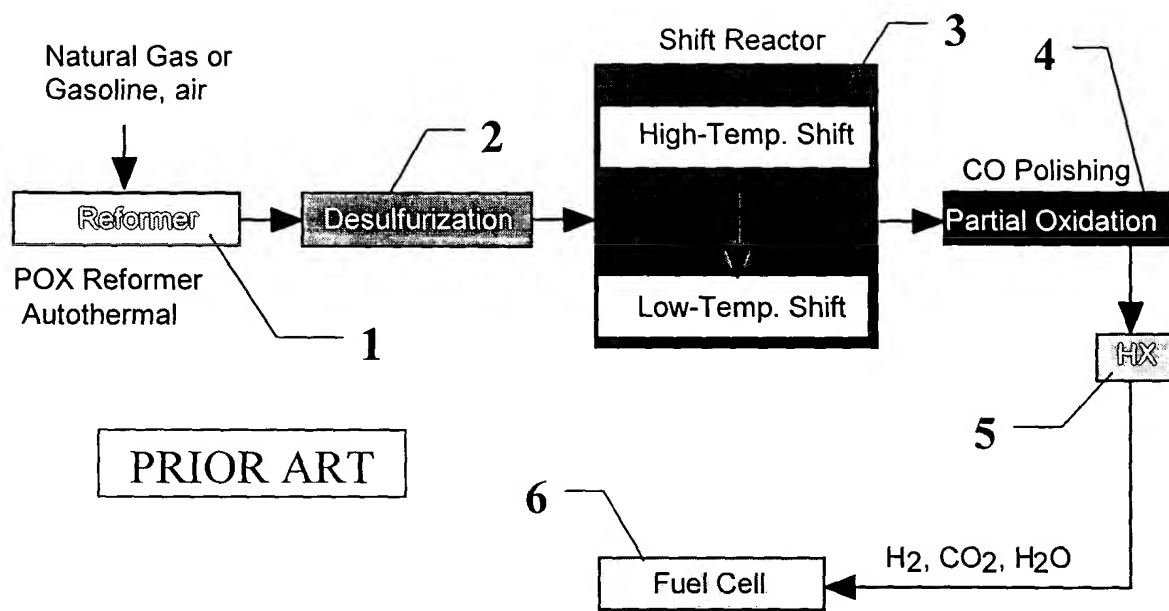 Natural Gas or
Gasoline, air
Reformer
POX Reformer
Autothermal
1
2
Desulfurization
Shift Reactor
3
High-Temp. Shift
Low-Temp. Shift
4
CO Polishing
Partial Oxidation
HX
5
PRIOR ART
6
Fuel Cell
H2, CO2, H2O